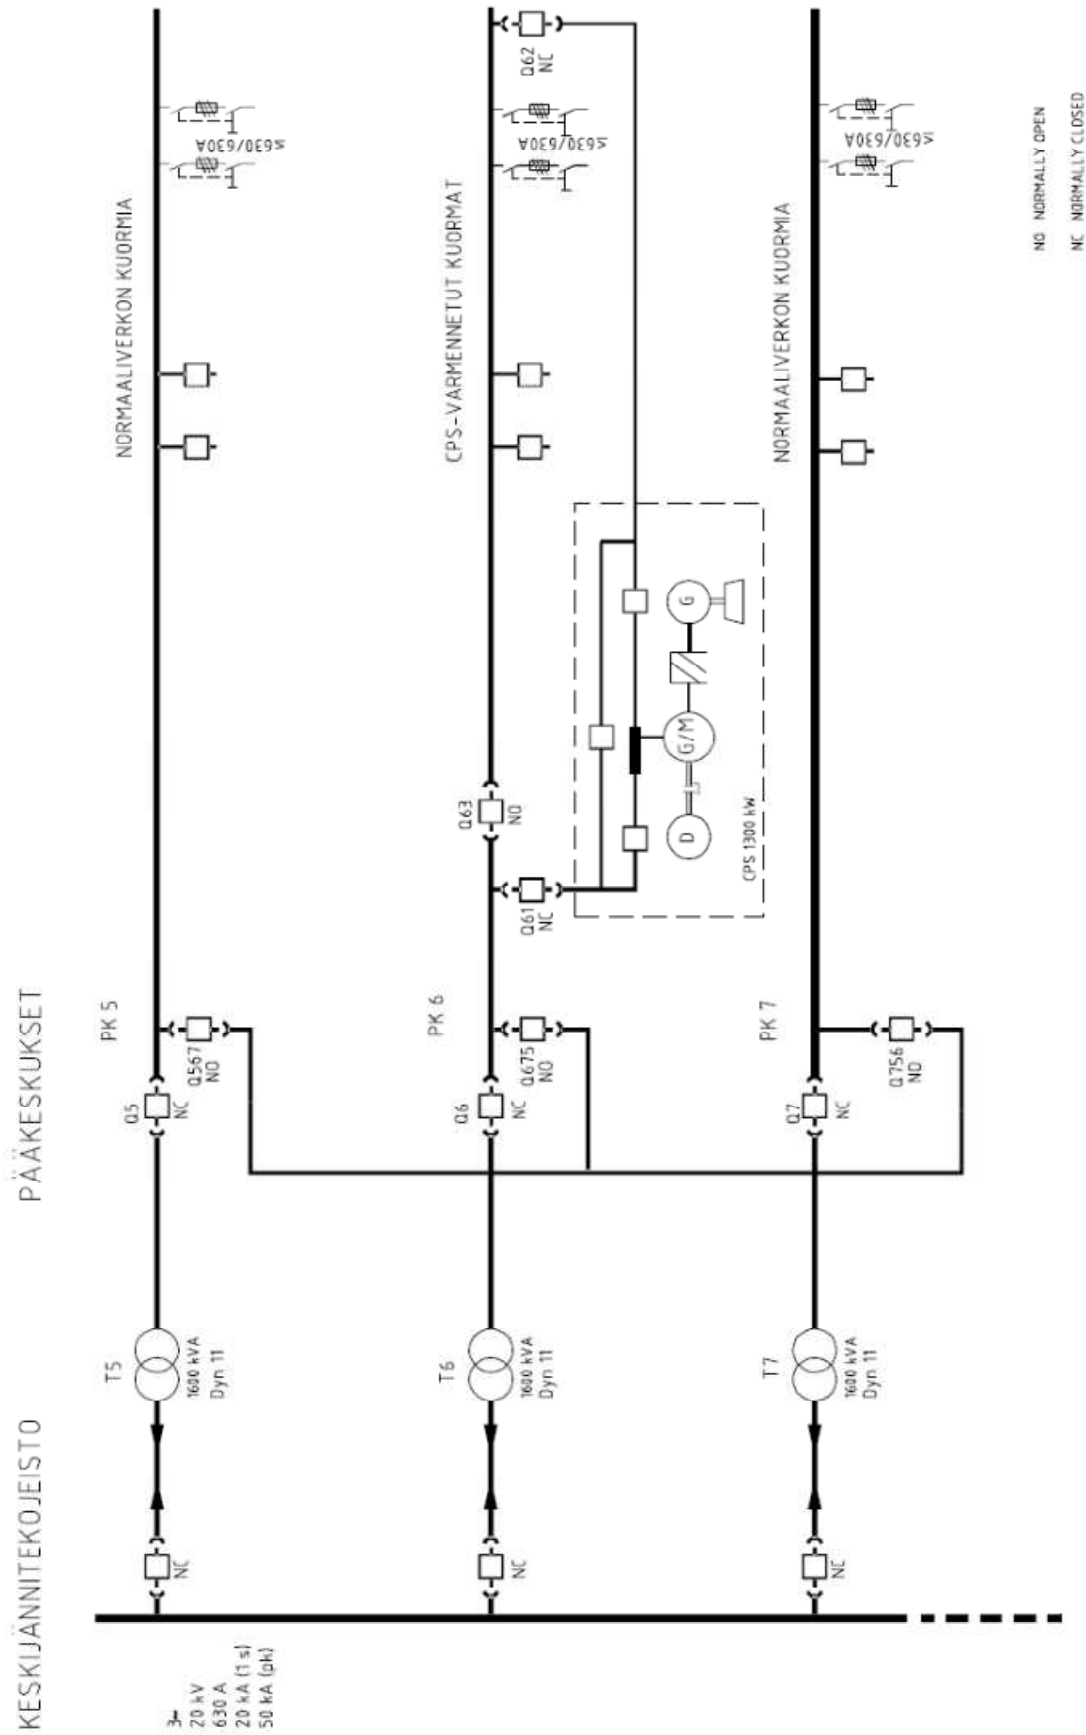 KESKIJÄNNITEKOJEISTO
PÄÄKESKUKSET
3~
20 kV
630 A
20 kA (1 s)
50 kA (pk)
NC
T5
1600 kVA
Dyn 11
Q5
NC
PK 5
Q567
NO
NORMAALIVERKON KUORMIA
≤630/630A
NC
T6
1600 kVA
Dyn 11
Q6
NC
PK 6
Q675
NO
Q61
NC
Q63
NO
CPS-VARMENNETUT KUORMAT
≤630/630A
Q62
NC
D
G/M
G
CPS 1300 kW
NC
T7
1600 kVA
Dyn 11
Q7
NC
PK 7
Q756
NO
NORMAALIVERKON KUORMIA
≤630/630A
NO NORMALLY OPEN
NC NORMALLY CLOSED